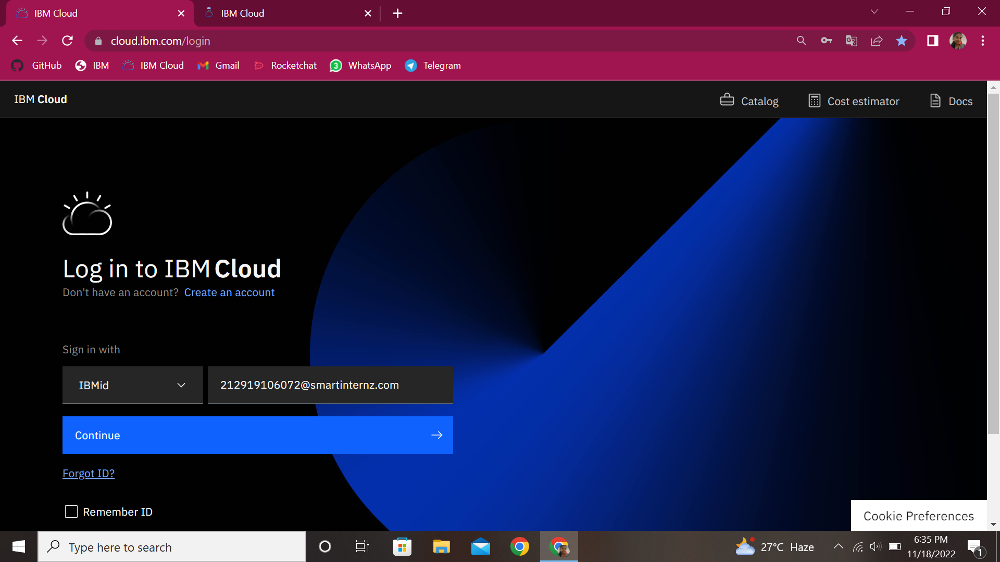 IBM Cloud
IBM Cloud
cloud.ibm.com/login
GitHub
IBM
IBM Cloud
Gmail
Rocketchat
3
WhatsApp
Telegram
IBM Cloud
Catalog
Cost estimator
Docs
Log in to IBM Cloud
Don't have an account? Create an account
Sign in with
IBMid
212919106072@smartinternz.com
Continue
Forgot ID?
Remember ID
Cookie Preferences
Type here to search
27°C Haze
6:35 PM
11/18/2022
1